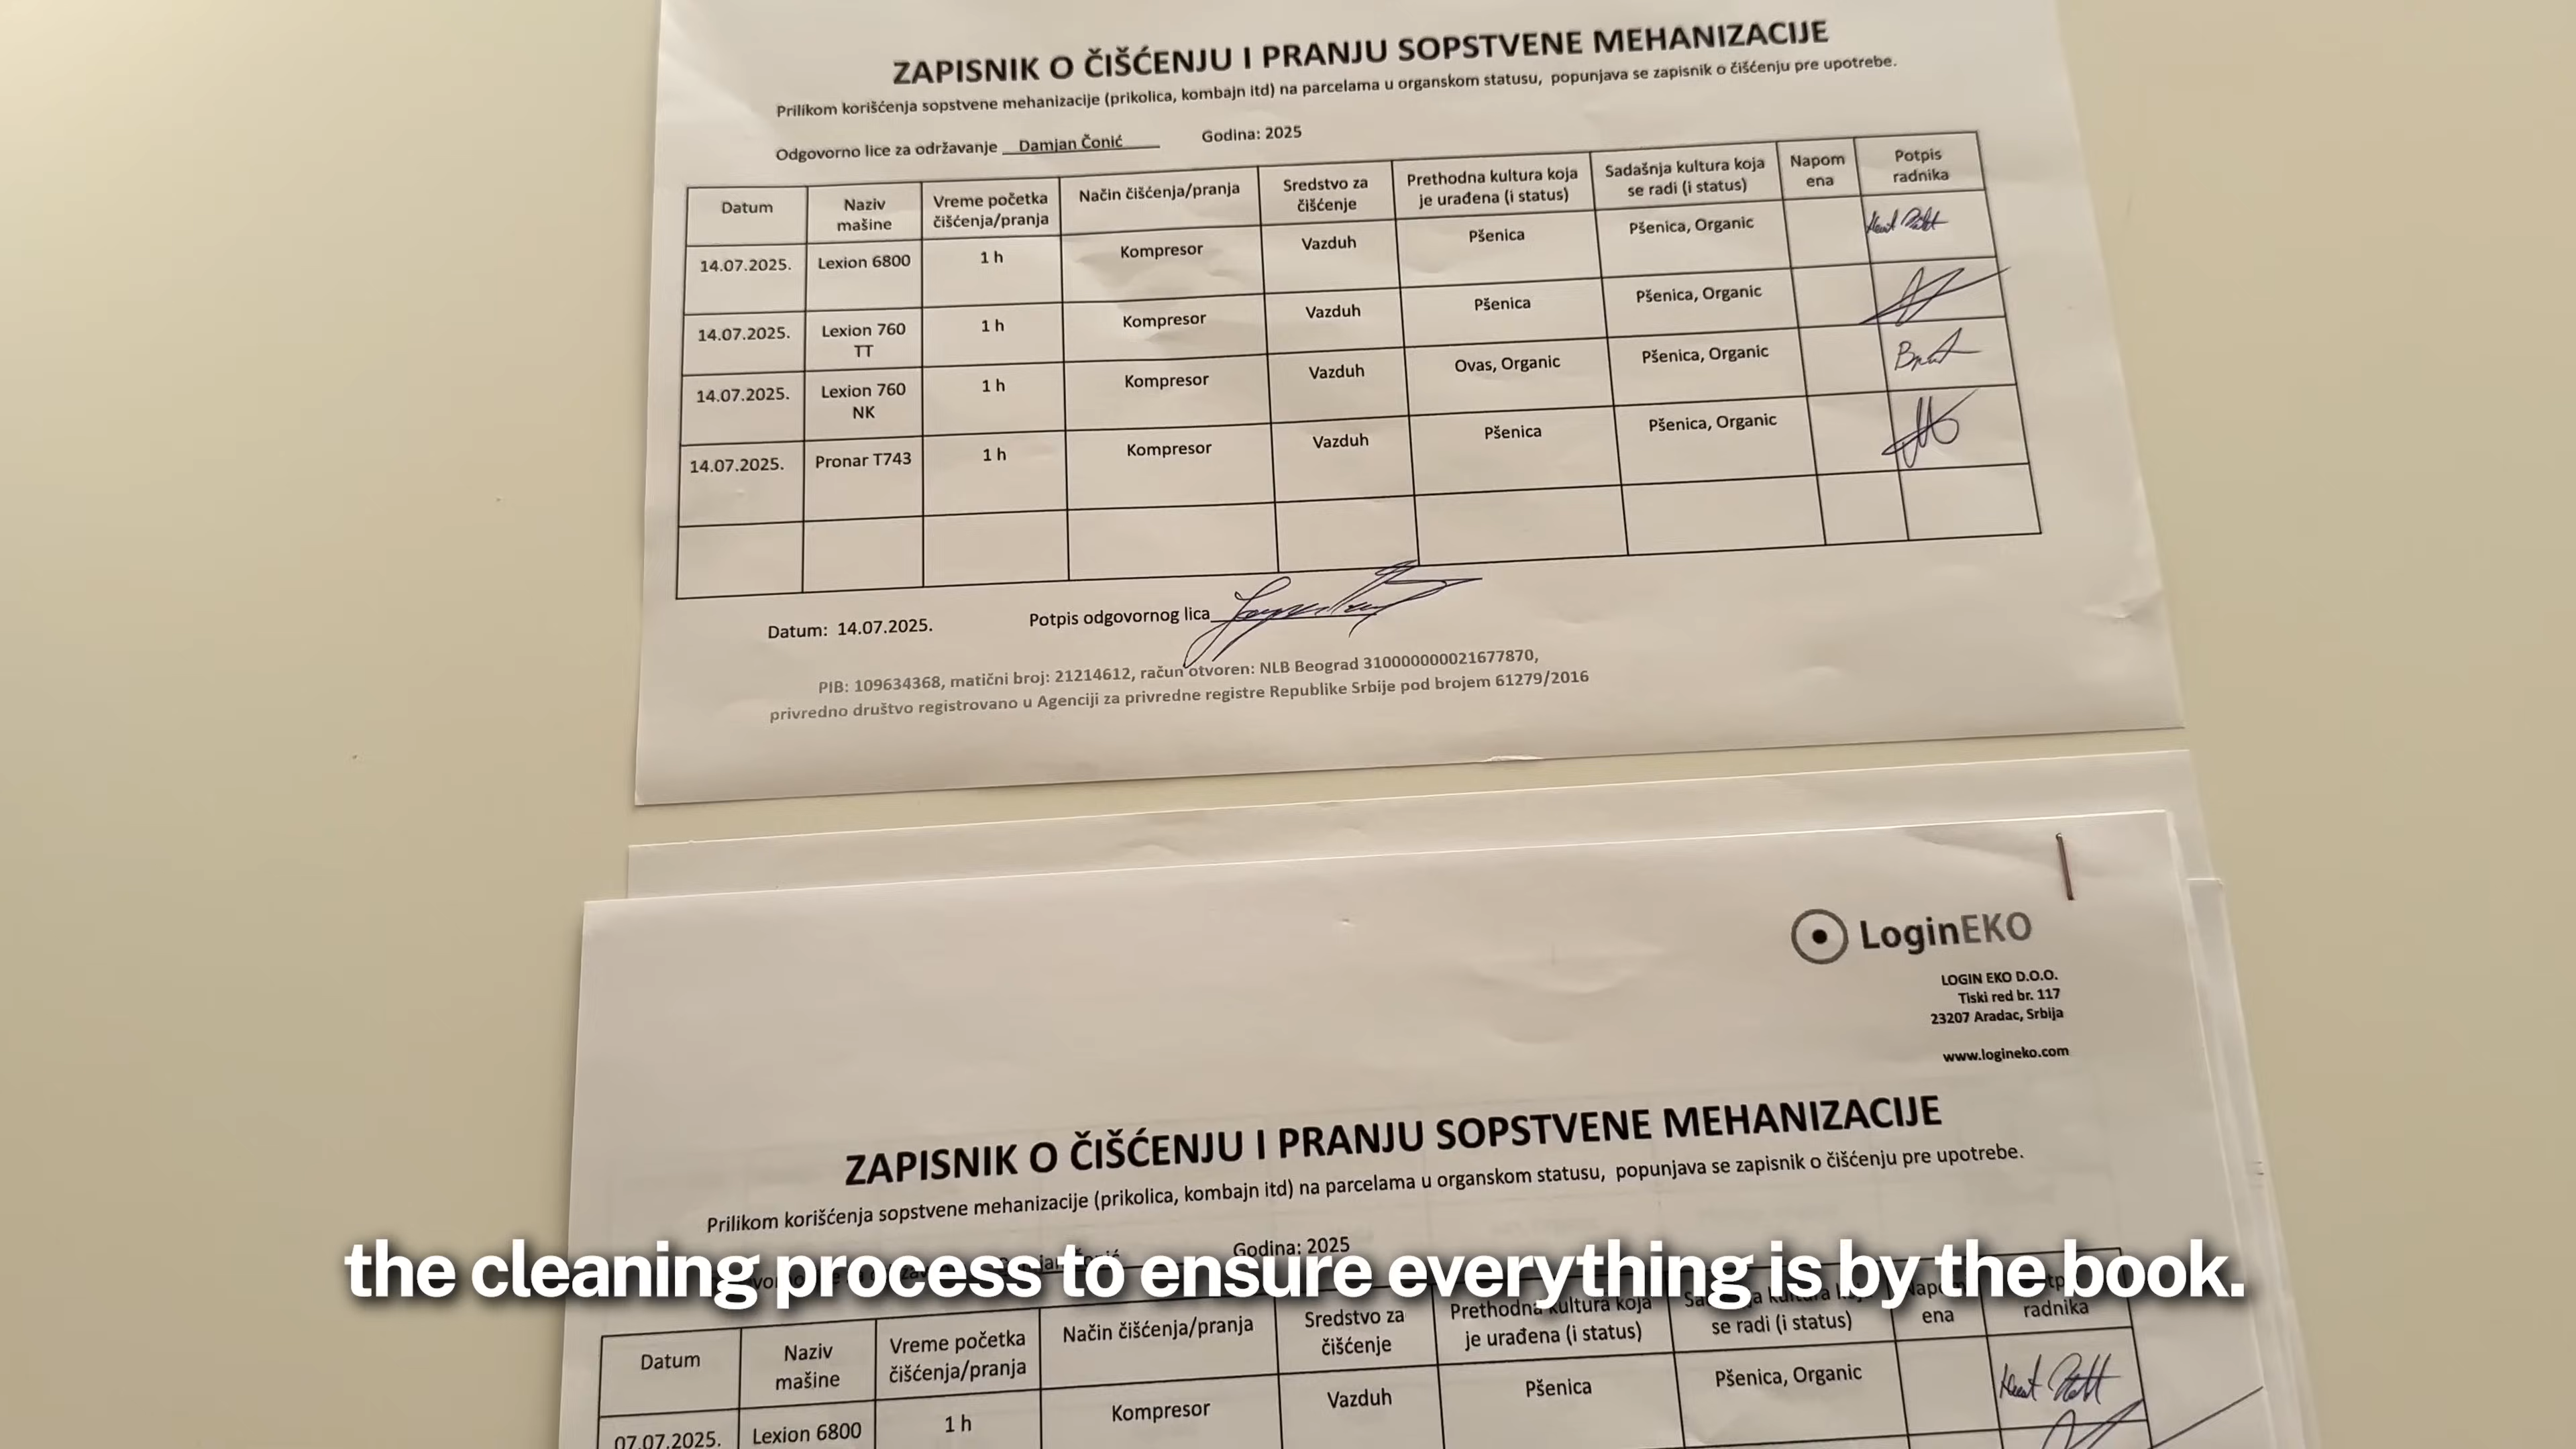 ZAPISNIK O ČIŠĆENJU I PRANJU SOPSTVENE MEHANIZACIJE
Prilikom korišćenja sopstvene mehanizacije (prikolica, kombajn itd) na parcelama u organskom statusu, popunjava se zapisnik o čišćenju pre upotrebe.
Odgovorno lice za održavanje Damjan Čonić Godina: 2025
Datum Naziv mašine Vreme početka čišćenja/pranja Način čišćenja/pranja Sredstvo za čišćenje Prethodna kultura koja je urađena (i status) Sadašnja kultura koja se radi (i status) Napom ena Potpis radnika
14.07.2025. Lexion 6800 1 h Kompresor Vazduh Pšenica Pšenica, Organic
14.07.2025. Lexion 760 TT 1 h Kompresor Vazduh Pšenica Pšenica, Organic
14.07.2025. Lexion 760 NK 1 h Kompresor Vazduh Ovas, Organic Pšenica, Organic
14.07.2025. Pronar T743 1 h Kompresor Vazduh Pšenica Pšenica, Organic
Datum: 14.07.2025. Potpis odgovornog lica
PIB: 109634368, matični broj: 21214612, račun otvoren: NLB Beograd 310000000021677870,
privredno društvo registrovano u Agenciji za privredne registre Republike Srbije pod brojem 61279/2016
LoginEKO
LOGIN EKO D.O.O.
Tiski red br. 117
23207 Aradac, Srbija
www.logineko.com
ZAPISNIK O ČIŠĆENJU I PRANJU SOPSTVENE MEHANIZACIJE
Prilikom korišćenja sopstvene mehanizacije (prikolica, kombajn itd) na parcelama u organskom statusu, popunjava se zapisnik o čišćenju pre upotrebe.
Godina: 2025
the cleaning process to ensure everything is by the book.
Datum Naziv mašine Vreme početka čišćenja/pranja Način čišćenja/pranja Sredstvo za čišćenje Prethodna kultura koja je urađena (i status) se radi (i status) ena radnika
07.07.2025. Lexion 6800 1 h Kompresor Vazduh Pšenica Pšenica, Organic